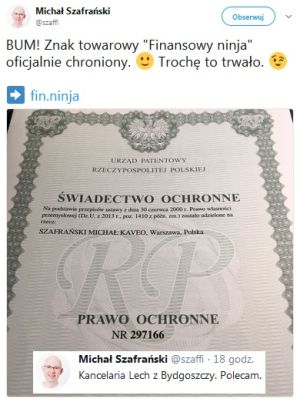 Michał Szafrański
@szaffi
Obserwuj
BUM! Znak towarowy "Finansowy ninja"
oficjalnie chroniony. 🙂 Trochę to trwało. 😉
➡ fin.ninja
URZĄD PATENTOWY
RZECZYPOSPOLITEJ POLSKIEJ
ŚWIADECTWO OCHRONNE
Na podstawie przepisów ustawy z dnia 30 czerwca 2000 r. Prawo własności
przemysłowej (Dz.U. z 2013 r., poz. 1410 z późn. zm.) zostało udzielone na
rzecz:
SZAFRAŃSKI MICHAŁ KAVEO, Warszawa, Polska
RP
PRAWO OCHRONNE
NR 297166
Michał Szafrański @szaffi · 18 godz.
Kancelaria Lech z Bydgoszczy. Polecam.